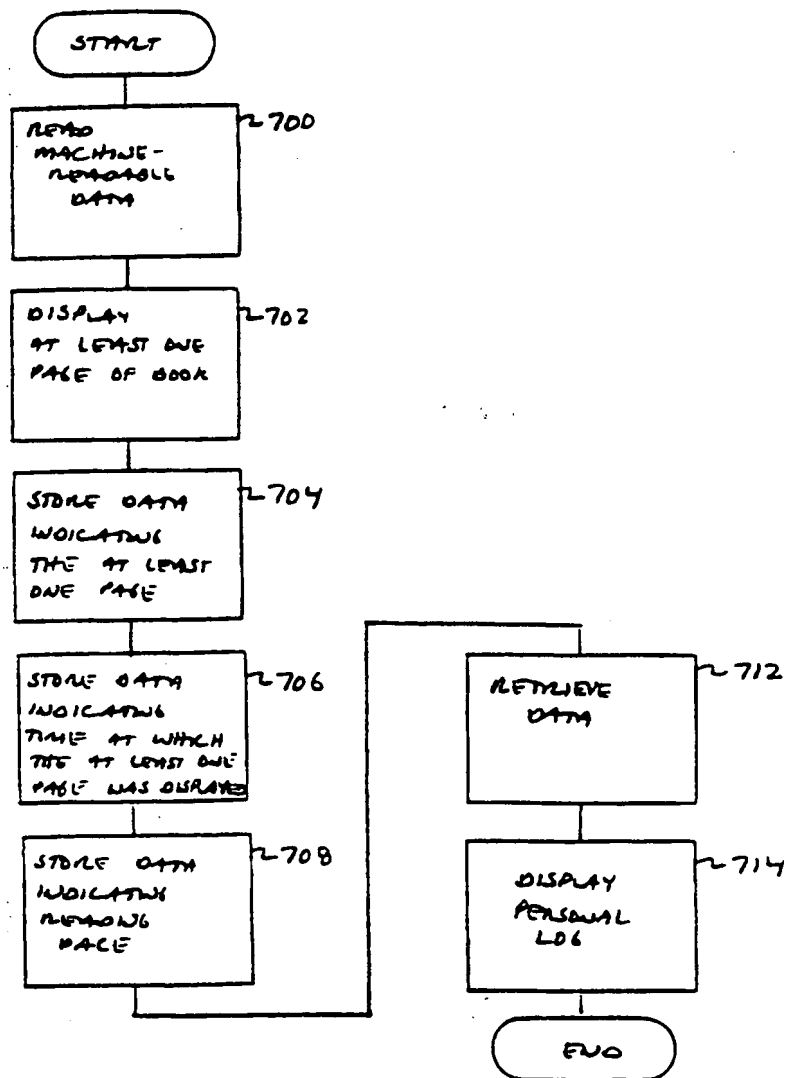 START
700
READ
MACHINE-
READABLE
DATA
702
DISPLAY
AT LEAST ONE
PAGE OF BOOK
704
STORE DATA
INDICATING
THE AT LEAST
ONE PAGE
706
STORE DATA
INDICATING
TIME AT WHICH
THE AT LEAST ONE
PAGE WAS DISPLAYED
708
STORE DATA
INDICATING
READING
PACE
712
RETRIEVE
DATA
714
DISPLAY
PERSONAL
LOG
END